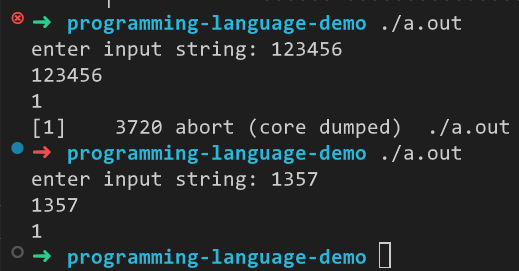 ➜ programming-language-demo ./a.out
enter input string: 123456
123456
1
[1]    3720 abort (core dumped)  ./a.out
➜ programming-language-demo ./a.out
enter input string: 1357
1357
1
➜ programming-language-demo